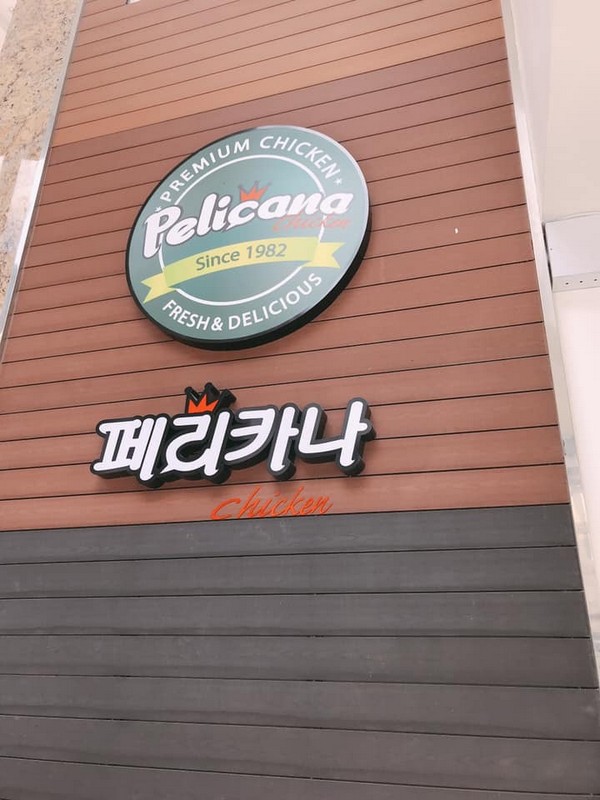 PREMIUM CHICKEN
Pelicana
Chicken
Since 1982
FRESH & DELICIOUS
페리카나
chicken